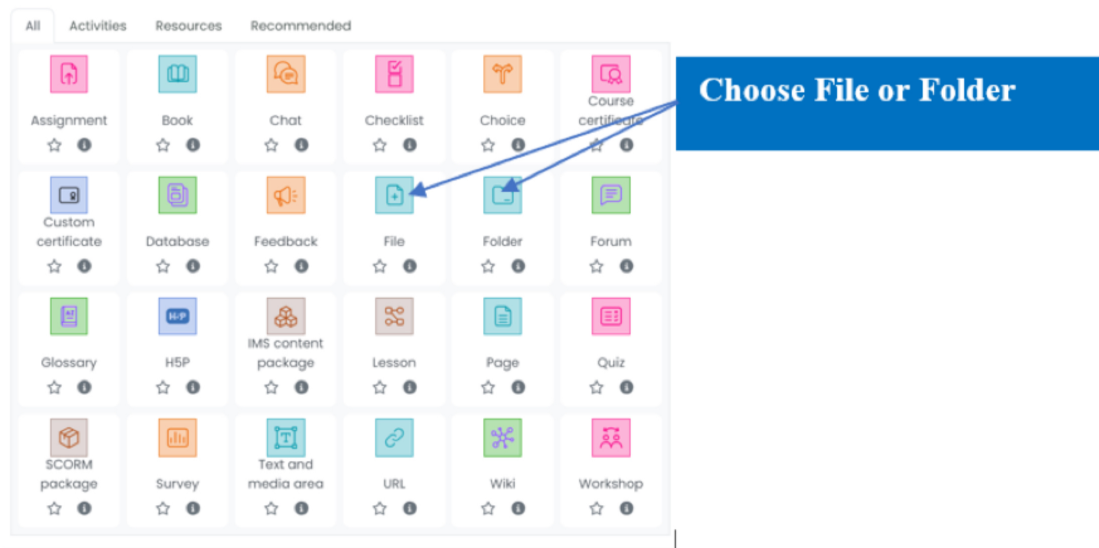 All Activities Resources Recommended
Choose File or Folder
Assignment Book Chat Checklist Choice Course
certificate
Custom
certificate Database Feedback File Folder Forum
Glossary H5P IMS content
package Lesson Page Quiz
SCORM
package Survey Text and
media area URL Wiki Workshop